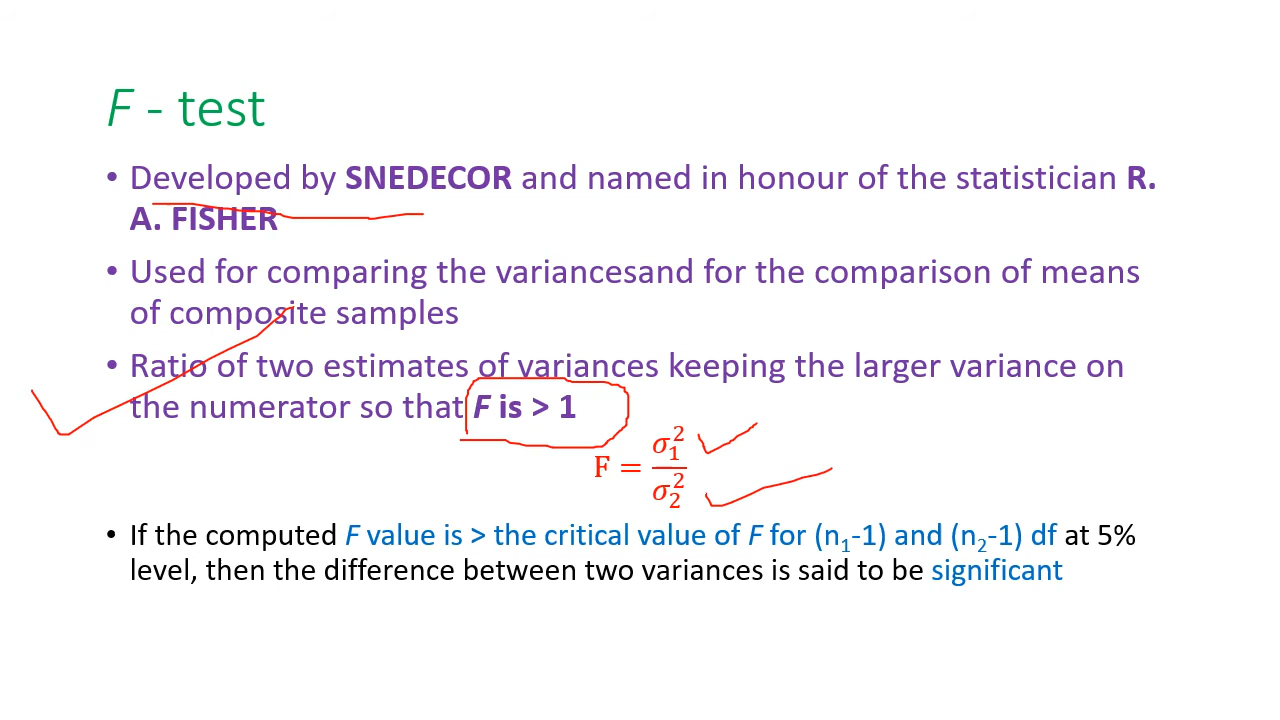 F - test
• Developed by SNEDECOR and named in honour of the statistician R.
A. FISHER
• Used for comparing the variancesand for the comparison of means
of composite samples
• Ratio of two estimates of variances keeping the larger variance on
the numerator so that F is > 1
F = σ₁²/σ₂²
• If the computed F value is > the critical value of F for (n₁-1) and (n₂-1) df at 5%
level, then the difference between two variances is said to be significant